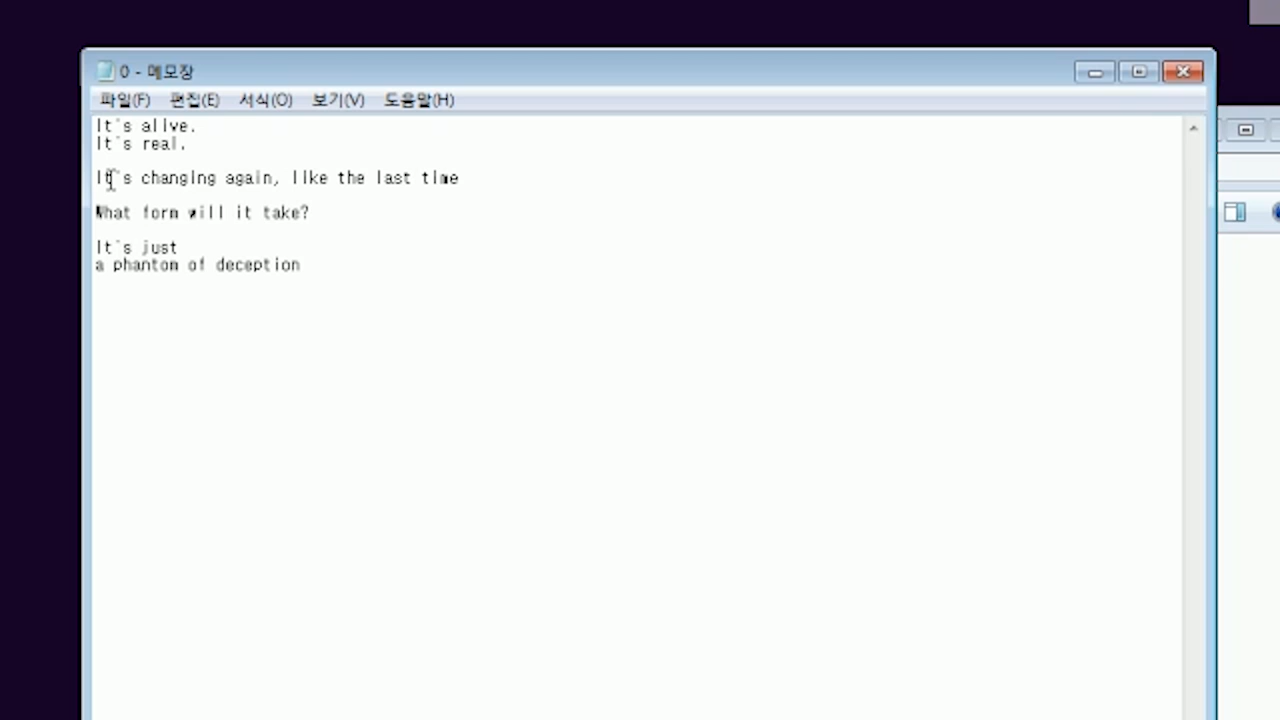 0 - 메모장
파일(F) 편집(E) 서식(O) 보기(V) 도움말(H)
It's alive.
It's real.
It's changing again, like the last time
What form will it take?
It's just
a phantom of deception